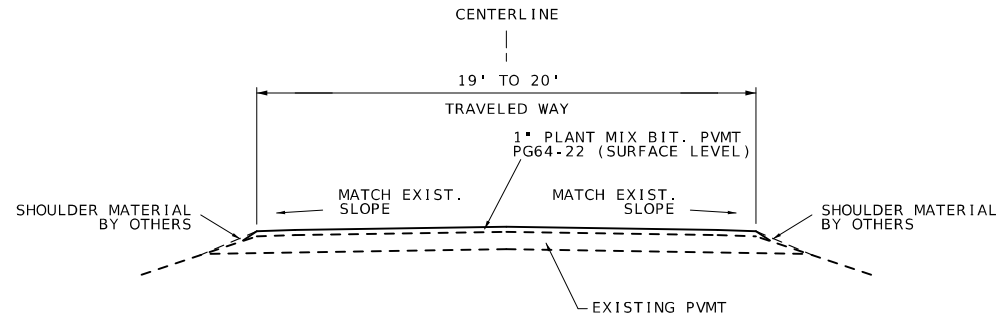 CENTERLINE
19' TO 20'
TRAVELED WAY
1" PLANT MIX BIT. PVMT
PG64-22 (SURFACE LEVEL)
MATCH EXIST.
SLOPE
MATCH EXIST.
SLOPE
SHOULDER MATERIAL
BY OTHERS
SHOULDER MATERIAL
BY OTHERS
EXISTING PVMT